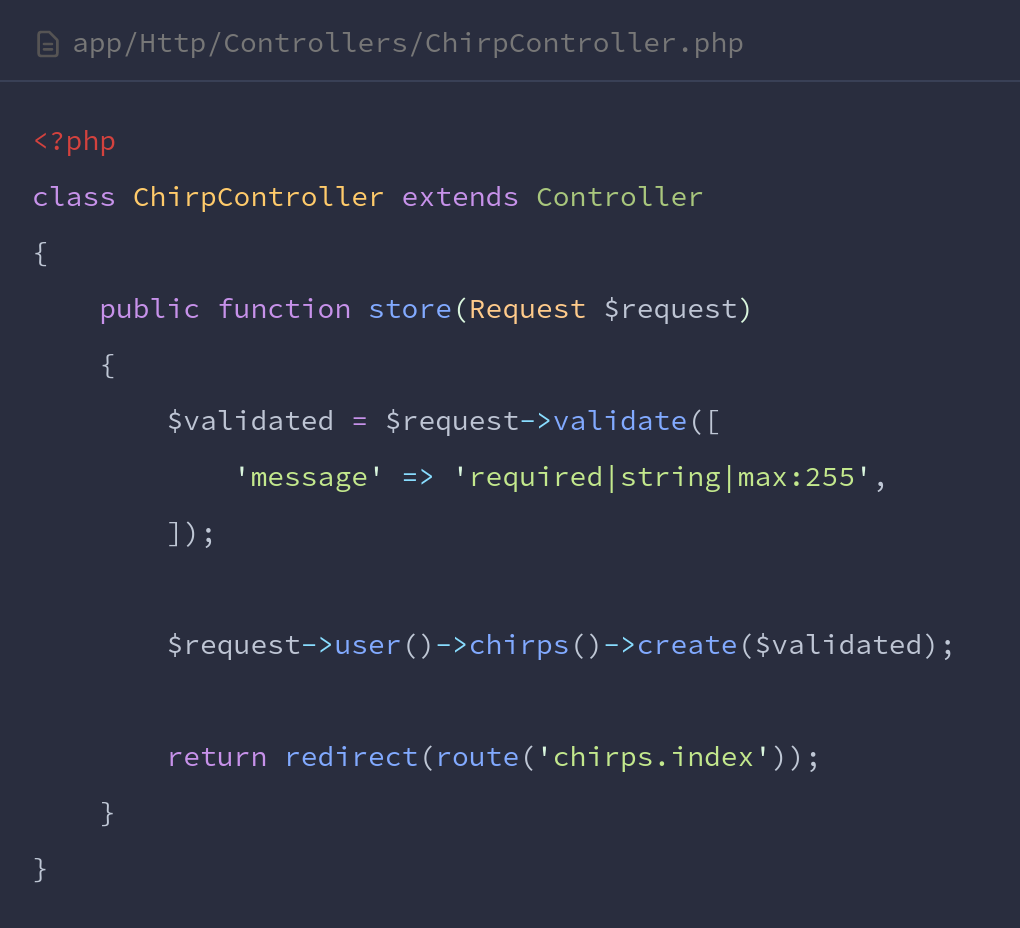 app/Http/Controllers/ChirpController.php
<?php
class ChirpController extends Controller
{
    public function store(Request $request)
    {
        $validated = $request->validate([
            'message' => 'required|string|max:255',
        ]);

        $request->user()->chirps()->create($validated);

        return redirect(route('chirps.index'));
    }
}